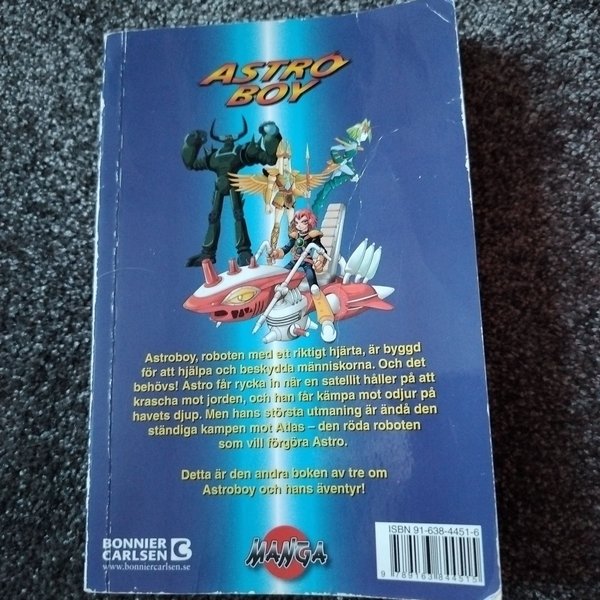 ASTRO
BOY
Astroboy, roboten med ett riktigt hjärta, är byggd
för att hjälpa och beskydda människorna. Och det
behövs! Astro får rycka in när en satellit håller på att
krascha mot jorden, och han får kämpa mot odjur på
havets djup. Men hans största utmaning är ändå den
ständiga kampen mot Atlas – den röda roboten
som vill förgöra Astro.
Detta är den andra boken av tre om
Astroboy och hans äventyr!
BONNIER
CARLSEN
www.bonniercarlsen.se
MANGA
ISBN 91-638-4451-6
9 789163 844515